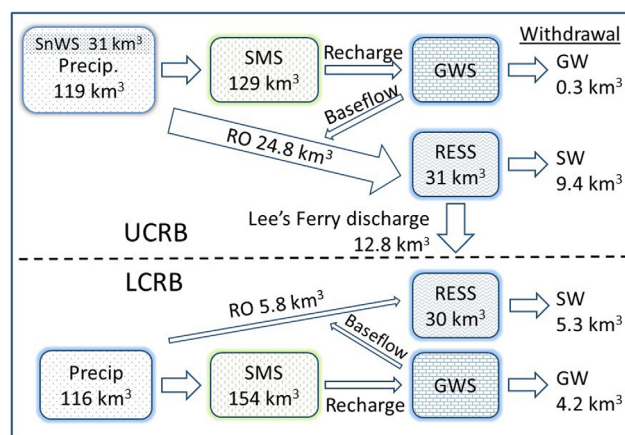 SnWS 31 km³
Precip.
119 km³
SMS
129 km³
Recharge
GWS
Withdrawal
GW
0.3 km³
Baseflow
RO 24.8 km³
RESS
31 km³
SW
9.4 km³
Lee's Ferry discharge
12.8 km³
UCRB
LCRB
RO 5.8 km³
RESS
30 km³
SW
5.3 km³
Baseflow
Precip
116 km³
SMS
154 km³
Recharge
GWS
GW
4.2 km³